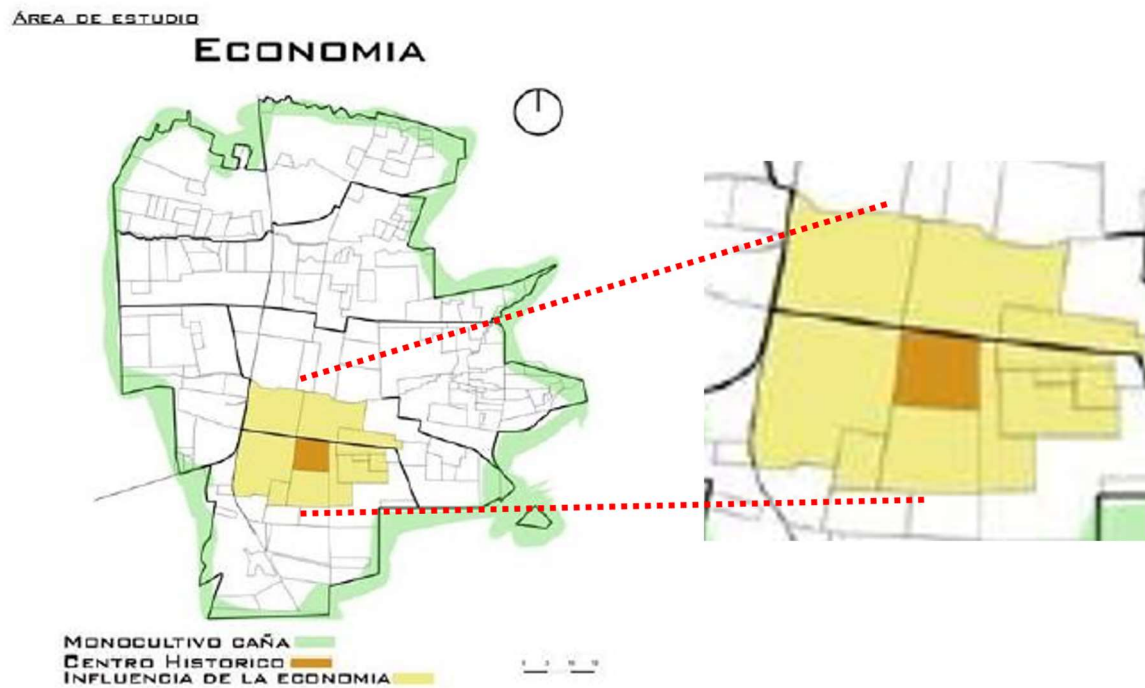 ÁREA DE ESTUDIO
ECONOMIA
MONOCULTIVO CAÑA
CENTRO HISTORICO
INFLUENCIA DE LA ECONOMIA